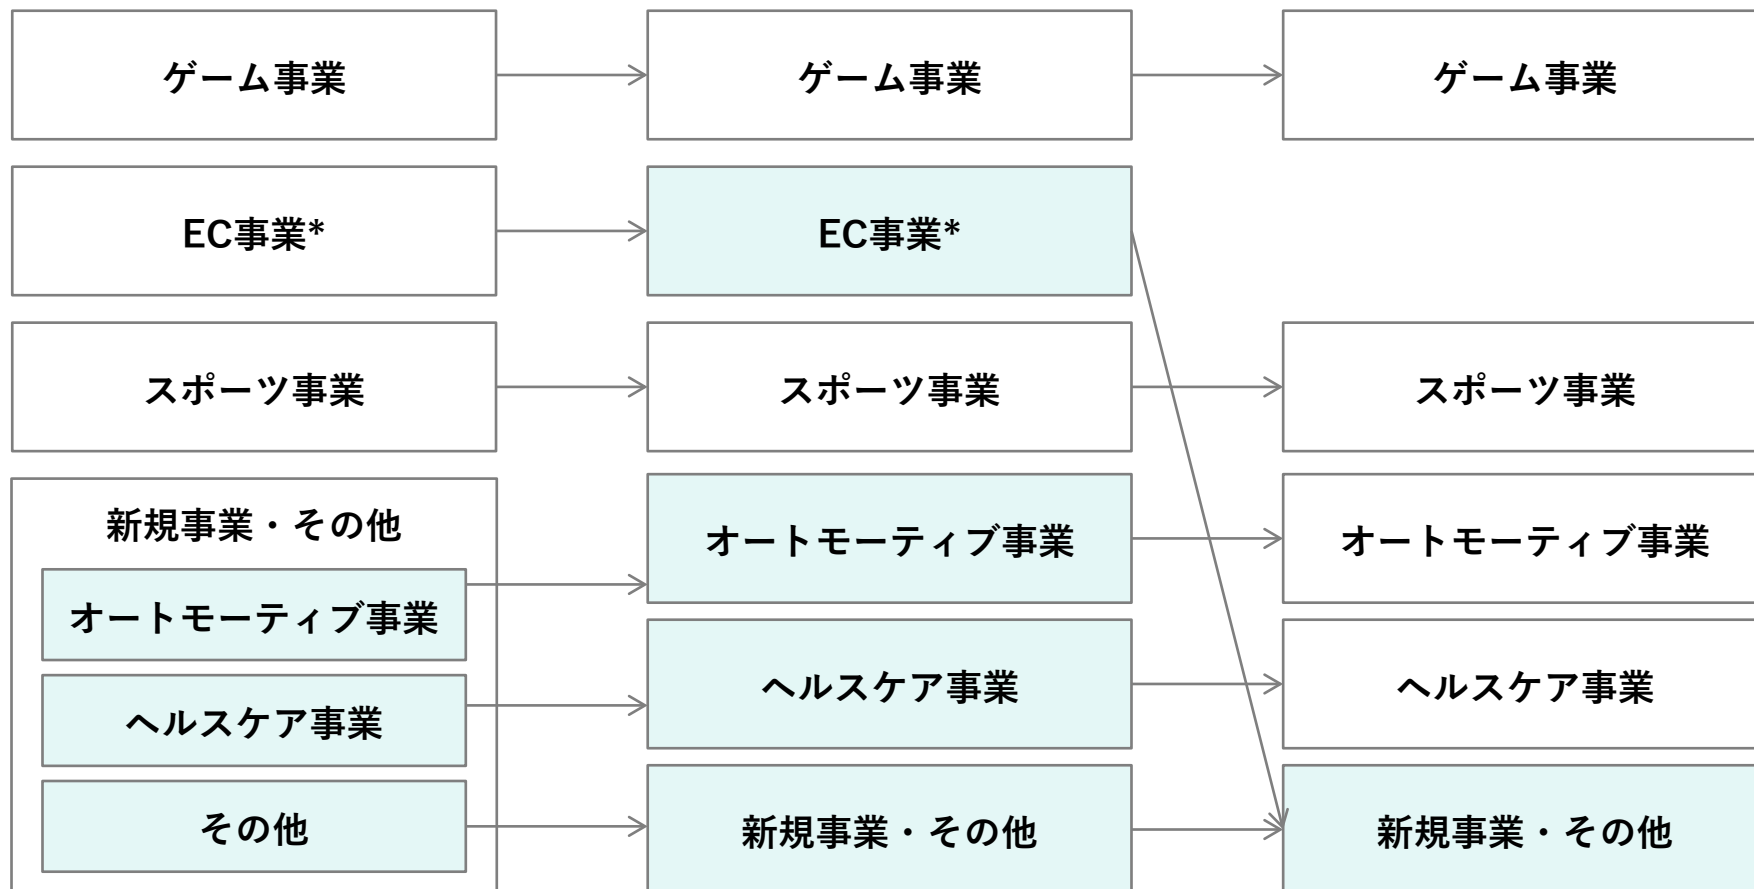 ゲーム事業
ゲーム事業
ゲーム事業
EC事業*
EC事業*
スポーツ事業
スポーツ事業
スポーツ事業
新規事業・その他
オートモーティブ事業
ヘルスケア事業
その他
オートモーティブ事業
ヘルスケア事業
新規事業・その他
オートモーティブ事業
ヘルスケア事業
新規事業・その他